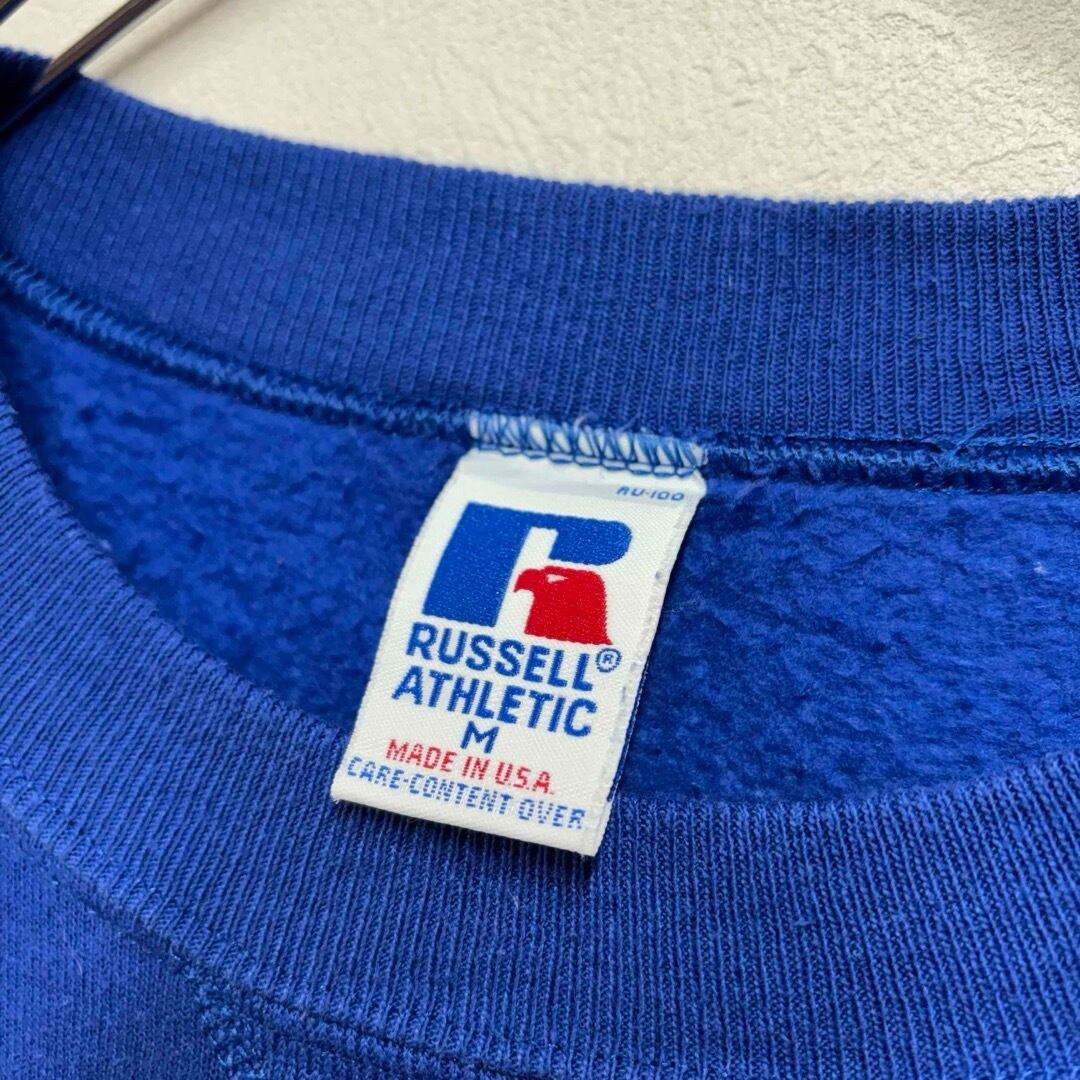 RU-100
RUSSELL®
ATHLETIC
M
MADE IN U.S.A.
CARE-CONTENT OVER